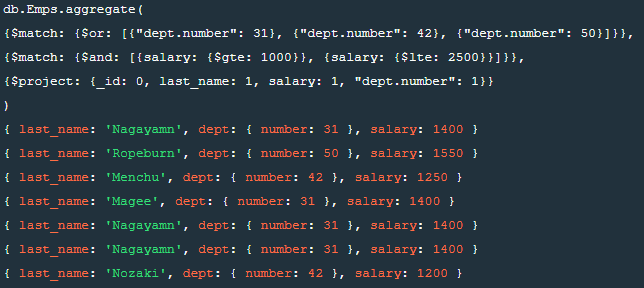 db.Emps.aggregate(
{$match: {$or: [{"dept.number": 31}, {"dept.number": 42}, {"dept.number": 50}]}},
{$match: {$and: [{salary: {$gte: 1000}}, {salary: {$lte: 2500}}]}},
{$project: {_id: 0, last_name: 1, salary: 1, "dept.number": 1}}
)
{ last_name: 'Nagayamn', dept: { number: 31 }, salary: 1400 }
{ last_name: 'Ropeburn', dept: { number: 50 }, salary: 1550 }
{ last_name: 'Menchu', dept: { number: 42 }, salary: 1250 }
{ last_name: 'Magee', dept: { number: 31 }, salary: 1400 }
{ last_name: 'Nagayamn', dept: { number: 31 }, salary: 1400 }
{ last_name: 'Nagayamn', dept: { number: 31 }, salary: 1400 }
{ last_name: 'Nozaki', dept: { number: 42 }, salary: 1200 }